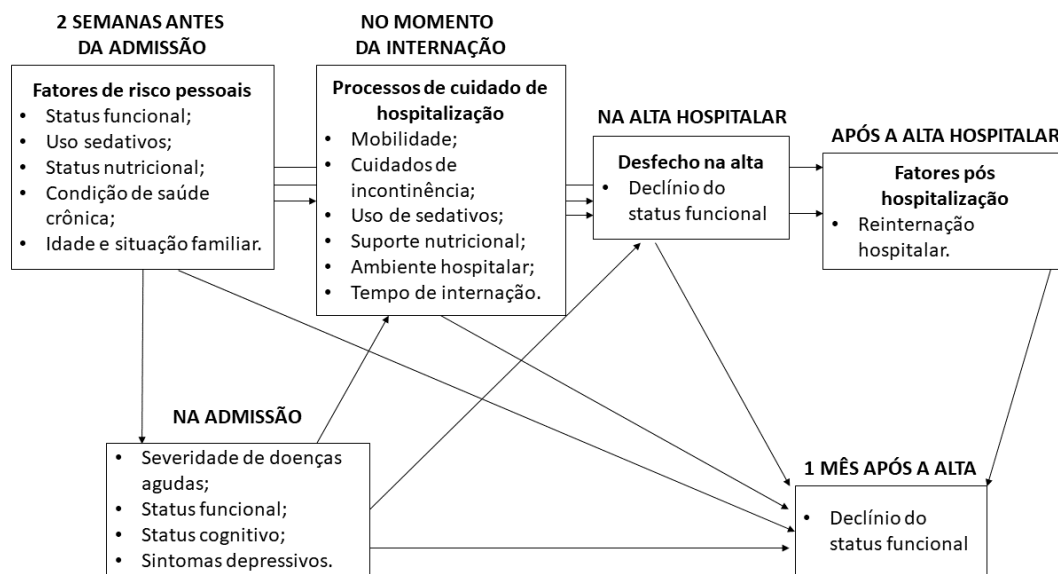 2 SEMANAS ANTES
DA ADMISSÃO
Fatores de risco pessoais
• Status funcional;
• Uso sedativos;
• Status nutricional;
• Condição de saúde
crônica;
• Idade e situação familiar.
NO MOMENTO
DA INTERNAÇÃO
Processos de cuidado de
hospitalização
• Mobilidade;
• Cuidados de
incontinência;
• Uso de sedativos;
• Suporte nutricional;
• Ambiente hospitalar;
• Tempo de internação.
NA ALTA HOSPITALAR
Desfecho na alta
• Declínio do
status funcional
APÓS A ALTA HOSPITALAR
Fatores pós
hospitalização
• Reinternação
hospitalar.
NA ADMISSÃO
• Severidade de doenças
agudas;
• Status funcional;
• Status cognitivo;
• Sintomas depressivos.
1 MÊS APÓS A ALTA
• Declínio do
status funcional